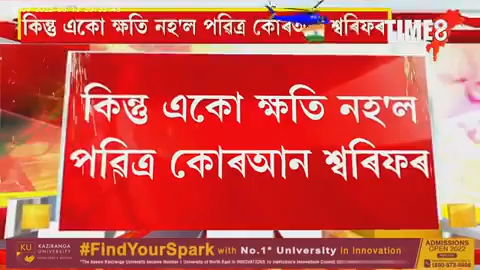 কিন্তু একো ক্ষতি নহ'ল পৱিত্ৰ কোৰআন শ্বৰিফৰ
TIME8
কিন্তু একো ক্ষতি নহ'ল
পৱিত্ৰ কোৰআন শ্বৰিফৰ
KU KAZIRANGA UNIVERSITY
#FindYourSpark with No.1* University in Innovation
ADMISSIONS
OPEN 2022